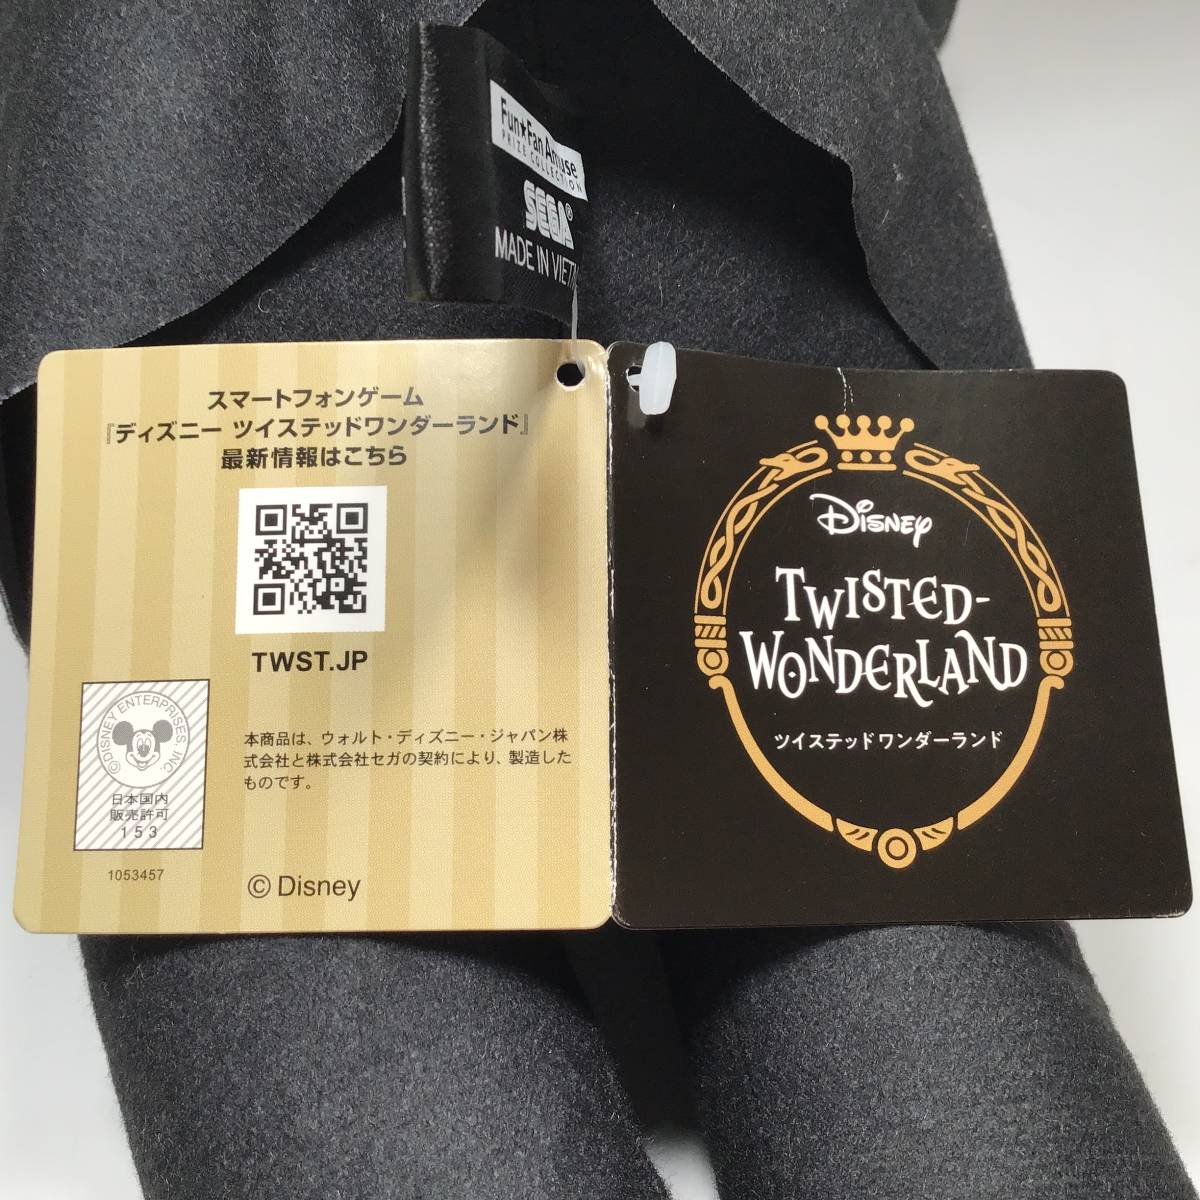 Fun★Fan Amuse
PRIZE COLLECTION
SEGA®
MADE IN
スマートフォンゲーム
『ディズニー ツイステッドワンダーランド』
最新情報はこちら
TWST.JP
©DISNEY ENTERPRISES, INC.
日本国内
販売許可
153
1053457
本商品は、ウォルト・ディズニー・ジャパン株
式会社と株式会社セガの契約により、製造した
ものです。
© Disney
Disney
TWISTED-
WONDERLAND
ツイステッドワンダーランド